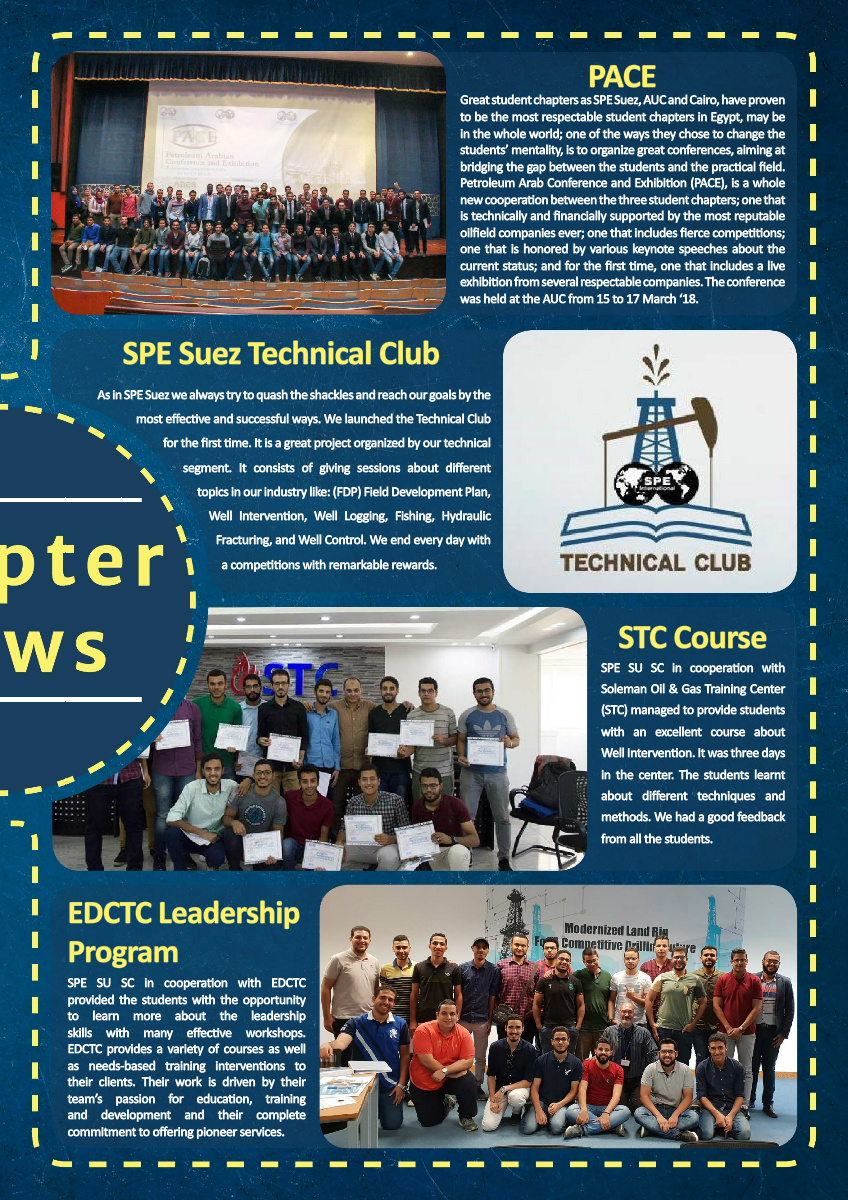 PACE
Great student chapters as SPE Suez, AUC and Cairo, have proven
to be the most respectable student chapters in Egypt, may be
in the whole world; one of the ways they chose to change the
students' mentality, is to organize great conferences, aiming at
bridging the gap between the students and the practical field.
Petroleum Arab Conference and Exhibition (PACE), is a whole
new cooperation between the three student chapters; one that
is technically and financially supported by the most reputable
oilfield companies ever; one that includes fierce competitions;
one that is honored by various keynote speeches about the
current status; and for the first time, one that includes a live
exhibition from several respectable companies. The conference
was held at the AUC from 15 to 17 March ‘18.
PACE
SPE Suez Technical Club
As in SPE Suez we always try to quash the shackles and reach our goals by the
most effective and successful ways. We launched the Technical Club
for the first time. It is a great project organized by our technical
segment. It consists of giving sessions about different
topics in our industry like: (FDP) Field Development Plan,
Well Intervention, Well Logging, Fishing, Hydraulic
Fracturing, and Well Control. We end every day with
a competitions with remarkable rewards.
SPE
International
TECHNICAL CLUB
pter
ws
STC
STC Course
SPE SU SC in cooperation with
Soleman Oil & Gas Training Center
(STC) managed to provide students
with an excellent course about
Well Intervention. It was three days
in the center. The students learnt
about different techniques and
methods. We had a good feedback
from all the students.
EDCTC Leadership
Program
SPE SU SC in cooperation with EDCTC
provided the students with the opportunity
to learn more about the leadership
skills with many effective workshops.
EDCTC provides a variety of courses as well
as needs-based training interventions to
their clients. Their work is driven by their
team's passion for education, training
and development and their complete
commitment to offering pioneer services.
Modernized Land Rig
Competitive Drilling Future